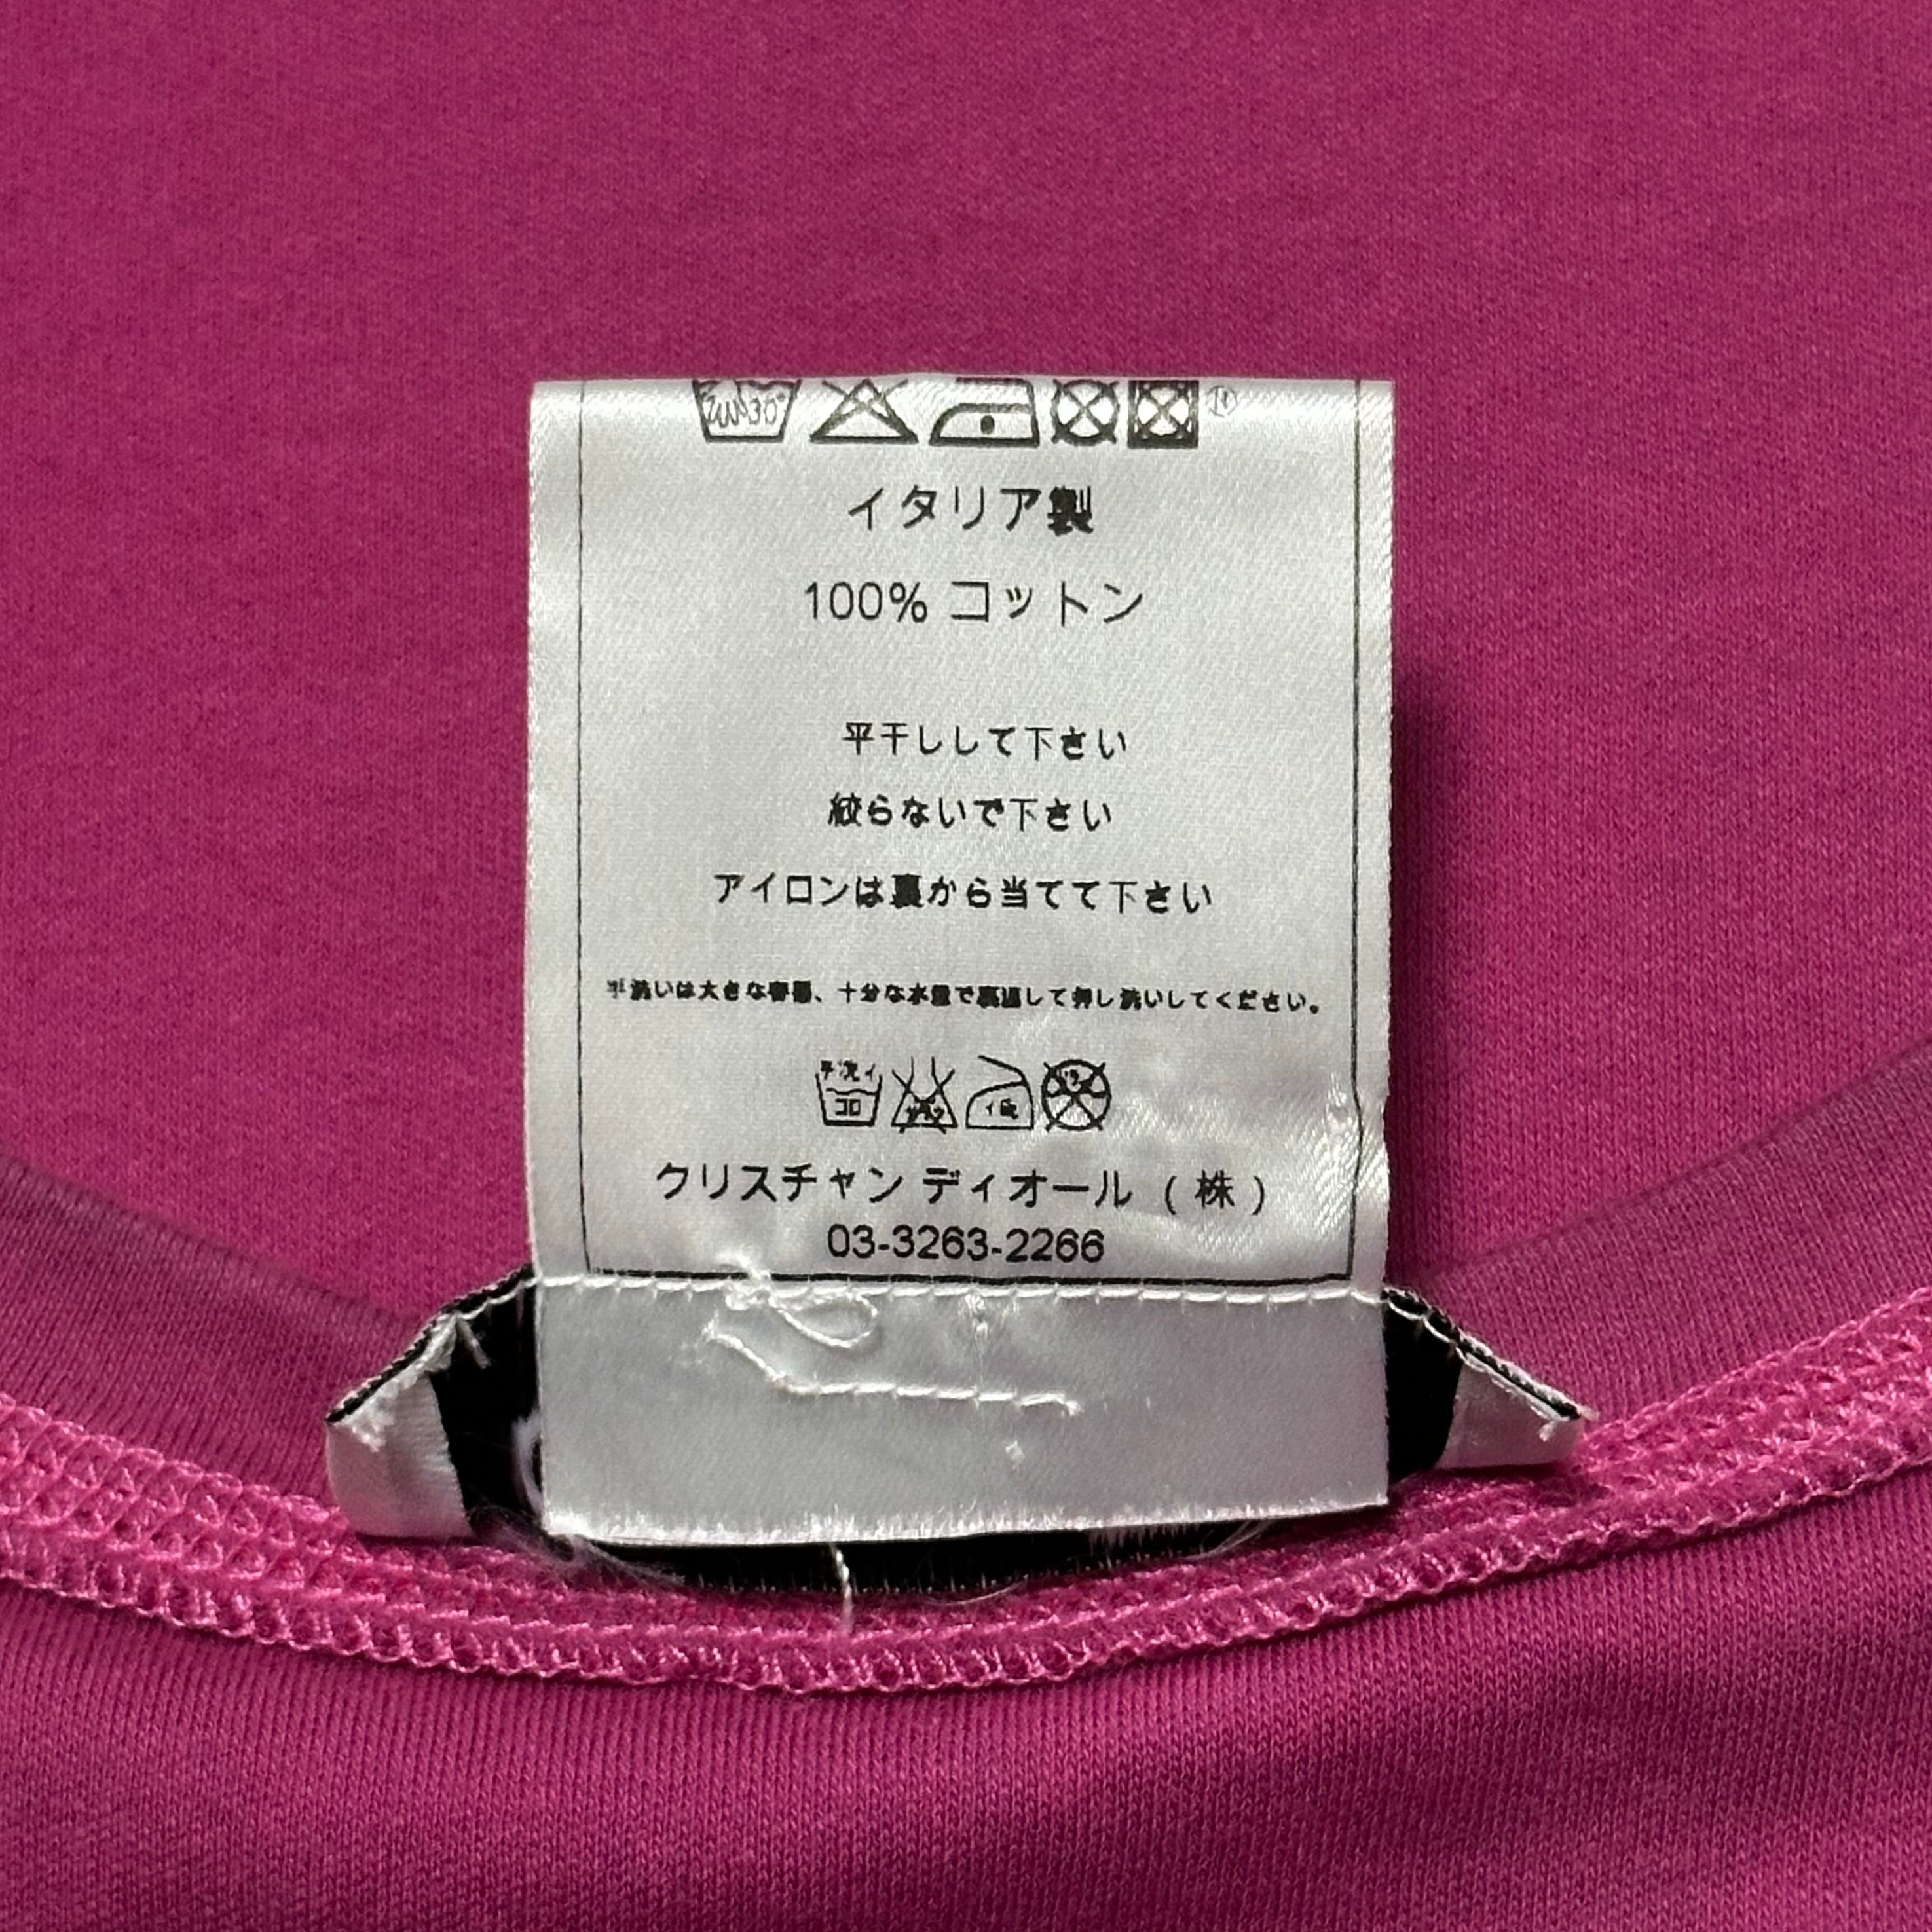 30°
イタリア製
100% コットン
平干しして下さい
絞らないで下さい
アイロンは裏から当てて下さい
手洗いは大きな容器、十分な水量で裏返して押し洗いしてください。
手洗イ
クリスチャン ディオール (株)
03-3263-2266